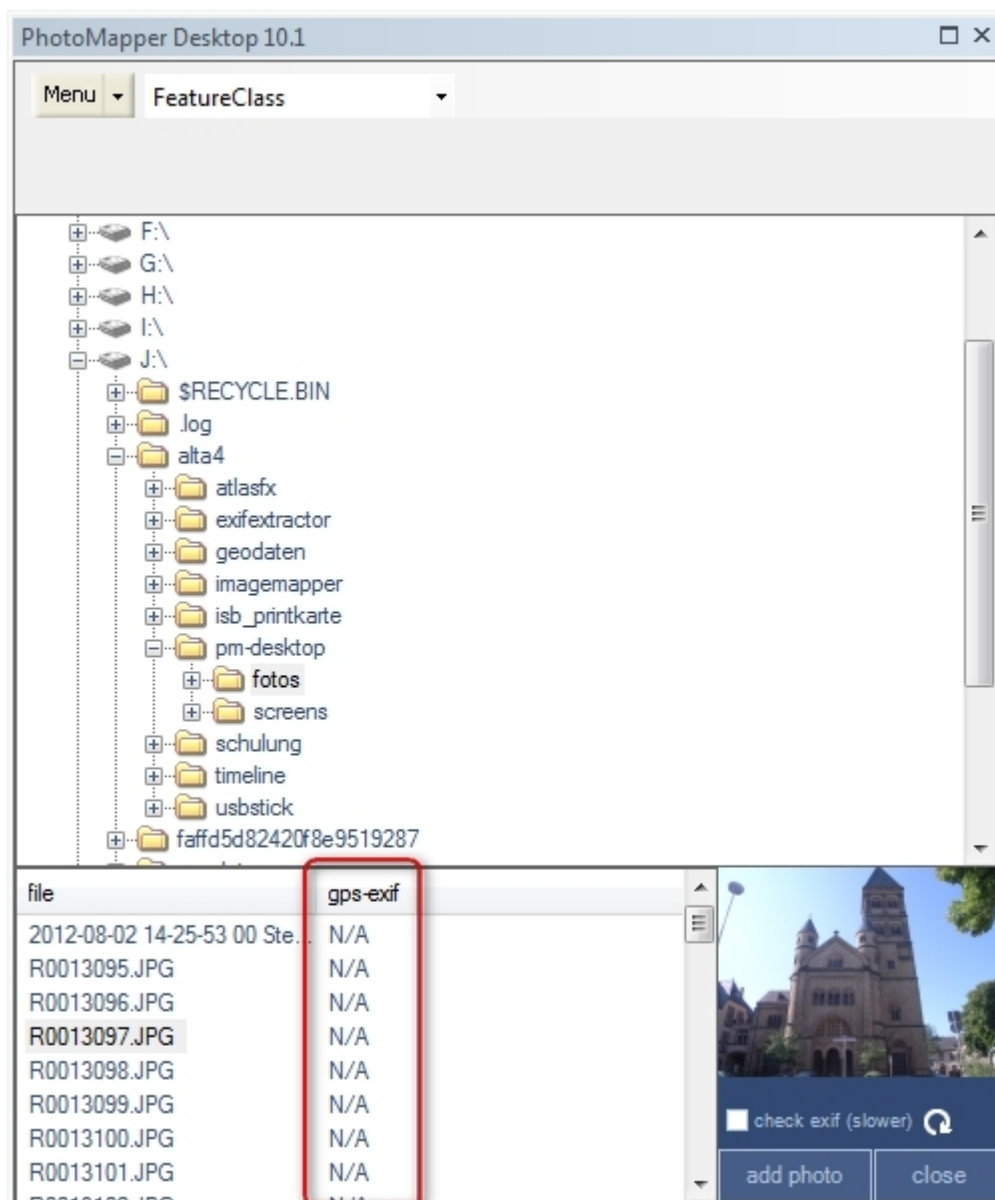 PhotoMapper Desktop 10.1
Menu FeatureClass
F:\
G:\
H:\
I:\
J:\
$RECYCLE.BIN
.log
alta4
atlasfx
exifextractor
geodaten
imagemapper
isb_printkarte
pm-desktop
fotos
screens
schulung
timeline
usbstick
faffd5d82420f8e9519287
file gps-exif
2012-08-02 14-25-53 00 Ste... N/A
R0013095.JPG N/A
R0013096.JPG N/A
R0013097.JPG N/A
R0013098.JPG N/A
R0013099.JPG N/A
R0013100.JPG N/A
R0013101.JPG N/A
check exif (slower)
add photo close